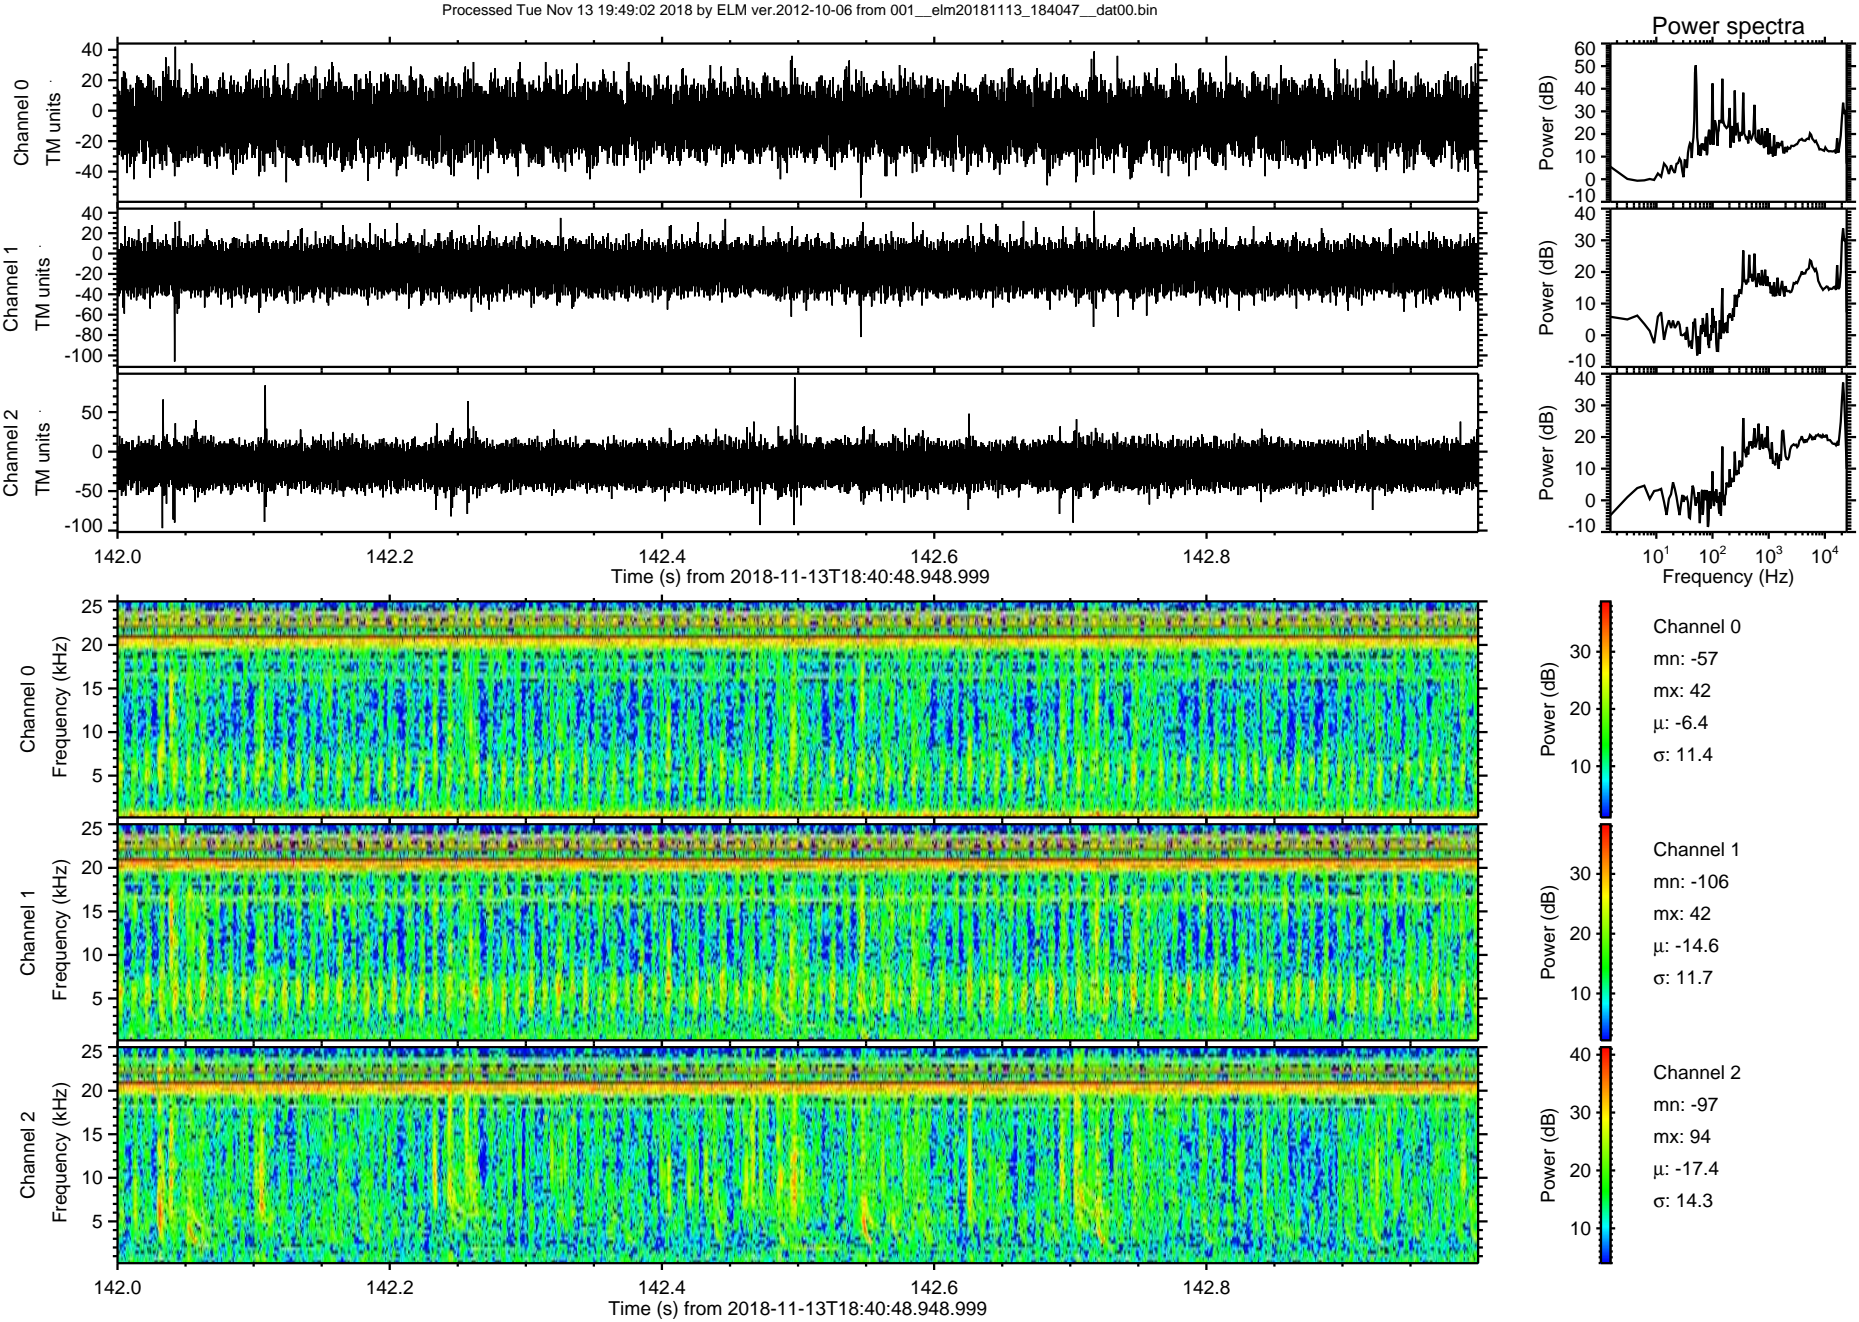 Processed Tue Nov 13 19:49:02 2018 by ELM ver.2012-10-06 from 001__elm20181113_184047__dat00.bin
Power spectra
Channel 0
TM units
40
20
0
-20
-40
Power (dB)
60
50
40
30
20
10
0
-10
Channel 1
TM units
40
20
0
-20
-40
-60
-80
-100
Power (dB)
40
30
20
10
0
-10
Channel 2
TM units
50
0
-50
-100
Power (dB)
40
30
20
10
0
-10
142.0 142.2 142.4 142.6 142.8
Time (s) from 2018-11-13T18:40:48.948.999
10¹ 10² 10³ 10⁴
Frequency (Hz)
Channel 0
Frequency (kHz)
25
20
15
10
5
Power (dB)
30
20
10
Channel 0
mn: -57
mx: 42
μ: -6.4
σ: 11.4
Channel 1
Frequency (kHz)
25
20
15
10
5
Power (dB)
30
20
10
Channel 1
mn: -106
mx: 42
μ: -14.6
σ: 11.7
Channel 2
Frequency (kHz)
25
20
15
10
5
Power (dB)
40
30
20
10
Channel 2
mn: -97
mx: 94
μ: -17.4
σ: 14.3
142.0 142.2 142.4 142.6 142.8
Time (s) from 2018-11-13T18:40:48.948.999